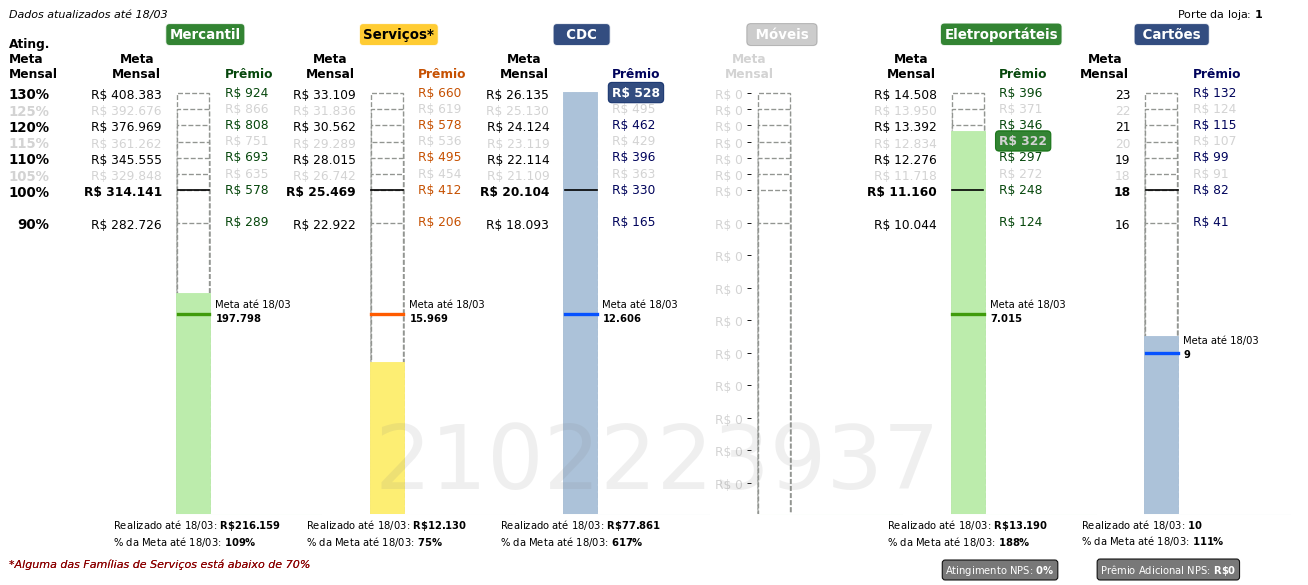 Dados atualizados até 18/03
Porte da loja: 1
Mercantil Serviços* CDC Móveis Eletroportáteis Cartões
Ating. Meta Mensal
Meta Mensal Prêmio Meta Mensal Prêmio Meta Mensal Prêmio Meta Mensal Meta Mensal Prêmio Meta Mensal Prêmio
130% R$ 408.383 R$ 924 R$ 33.109 R$ 660 R$ 26.135 R$ 528 R$ 0 R$ 14.508 R$ 396 23 R$ 132
125% R$ 392.676 R$ 866 R$ 31.836 R$ 619 R$ 25.130 R$ 495 R$ 0 R$ 13.950 R$ 371 22 R$ 124
120% R$ 376.969 R$ 808 R$ 30.562 R$ 578 R$ 24.124 R$ 462 R$ 0 R$ 13.392 R$ 346 21 R$ 115
115% R$ 361.262 R$ 751 R$ 29.289 R$ 536 R$ 23.119 R$ 429 R$ 0 R$ 12.834 R$ 322 20 R$ 107
110% R$ 345.555 R$ 693 R$ 28.015 R$ 495 R$ 22.114 R$ 396 R$ 0 R$ 12.276 R$ 297 19 R$ 99
105% R$ 329.848 R$ 635 R$ 26.742 R$ 454 R$ 21.109 R$ 363 R$ 0 R$ 11.718 R$ 272 18 R$ 91
100% R$ 314.141 R$ 578 R$ 25.469 R$ 412 R$ 20.104 R$ 330 R$ 0 R$ 11.160 R$ 248 18 R$ 82
90% R$ 282.726 R$ 289 R$ 22.922 R$ 206 R$ 18.093 R$ 165 R$ 0 R$ 10.044 R$ 124 16 R$ 41
R$ 0
R$ 0
Meta até 18/03 Meta até 18/03 Meta até 18/03 Meta até 18/03
197.798 15.969 12.606 R$ 0 7.015
Meta até 18/03
R$ 0 9
R$ 0
R$ 0
R$ 0
R$ 0
2102223937
Realizado até 18/03: R$216.159 Realizado até 18/03: R$12.130 Realizado até 18/03: R$77.861 Realizado até 18/03: R$13.190 Realizado até 18/03: 10
% da Meta até 18/03: 109% % da Meta até 18/03: 75% % da Meta até 18/03: 617% % da Meta até 18/03: 188% % da Meta até 18/03: 111%
*Alguma das Famílias de Serviços está abaixo de 70%
Atingimento NPS: 0% Prêmio Adicional NPS: R$0